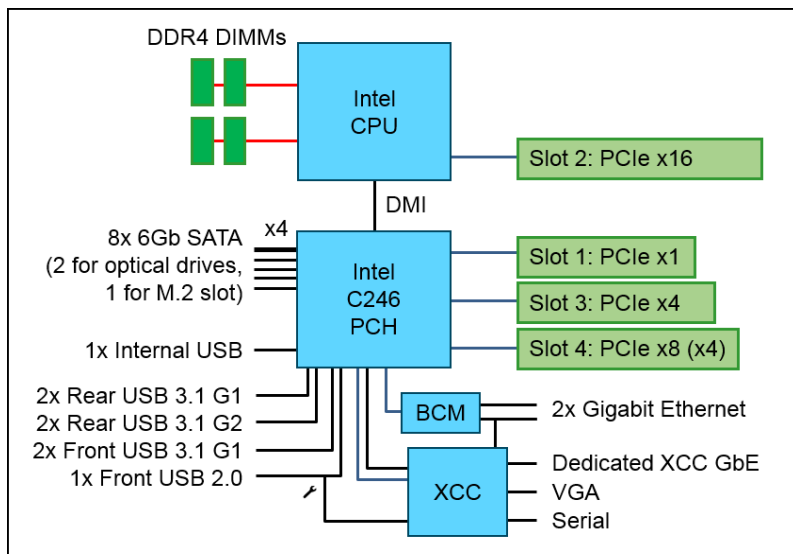 DDR4 DIMMs
Intel
CPU
Slot 2: PCIe x16
DMI
8x 6Gb SATA
(2 for optical drives,
1 for M.2 slot)
x4
Intel
C246
PCH
Slot 1: PCIe x1
Slot 3: PCIe x4
Slot 4: PCIe x8 (x4)
1x Internal USB
2x Rear USB 3.1 G1
2x Rear USB 3.1 G2
2x Front USB 3.1 G1
1x Front USB 2.0
BCM
2x Gigabit Ethernet
XCC
Dedicated XCC GbE
VGA
Serial